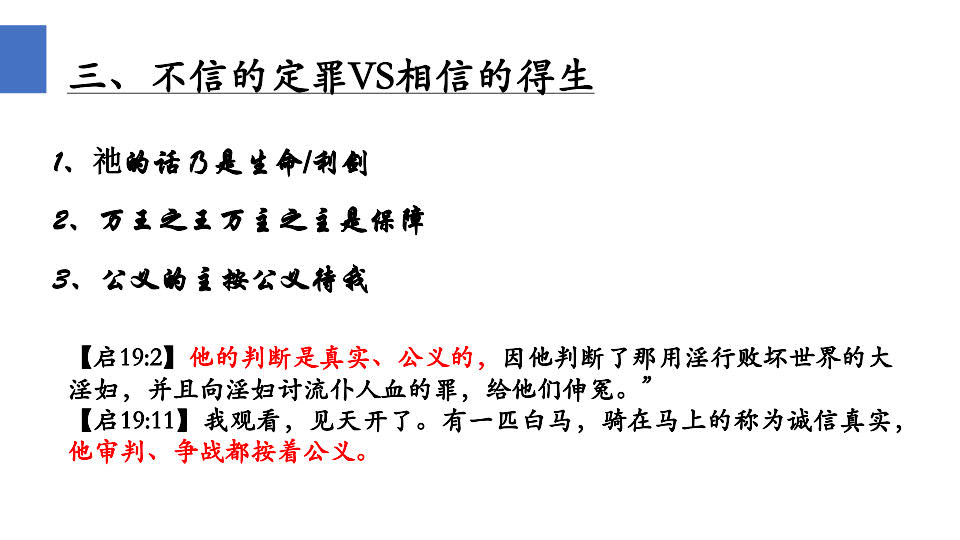 三、不信的定罪VS相信的得生
1、祂的话乃是生命/利剑
2、万王之王万主之主是保障
3、公义的主按公义待我
【启19:2】他的判断是真实、公义的，因他判断了那用淫行败坏世界的大
淫妇，并且向淫妇讨流仆人血的罪，给他们伸冤。”
【启19:11】我观看，见天开了。有一匹白马，骑在马上的称为诚信真实，
他审判、争战都按着公义。